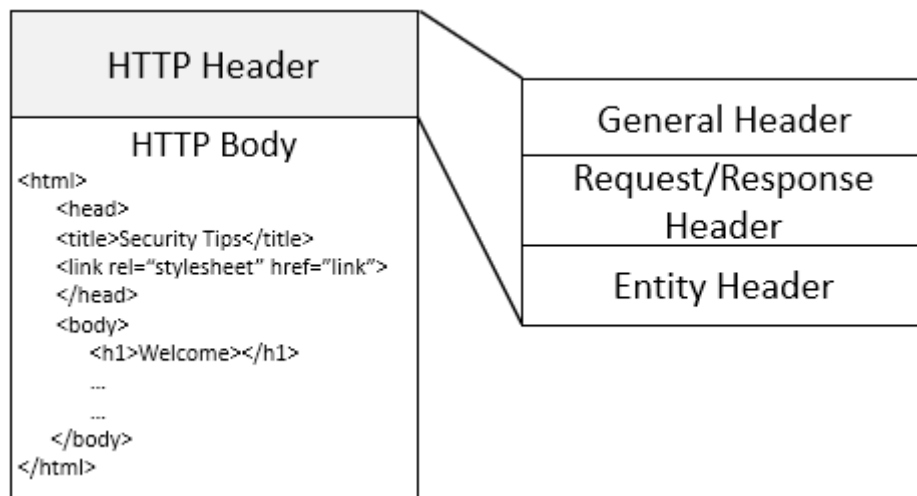 HTTP Header
HTTP Body
<html>
<head>
<title>Security Tips</title>
<link rel=“stylesheet” href=“link”>
</head>
<body>
<h1>Welcome></h1>
...
...
</body>
</html>
General Header
Request/Response
Header
Entity Header